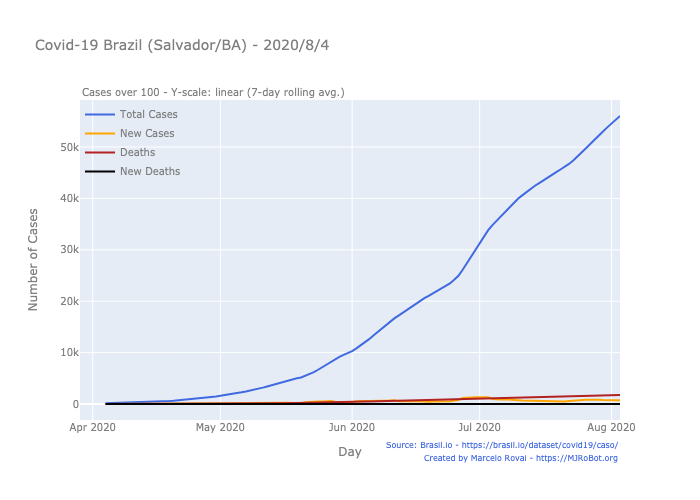 Covid-19 Brazil (Salvador/BA) - 2020/8/4
Cases over 100 - Y-scale: linear (7-day rolling avg.)
Total Cases
New Cases
Deaths
New Deaths
Number of Cases
50k
40k
30k
20k
10k
0
Apr 2020
May 2020
Jun 2020
Jul 2020
Aug 2020
Day
Source: Brasil.io - https://brasil.io/dataset/covid19/caso/
Created by Marcelo Rovai - https://MJRoBot.org